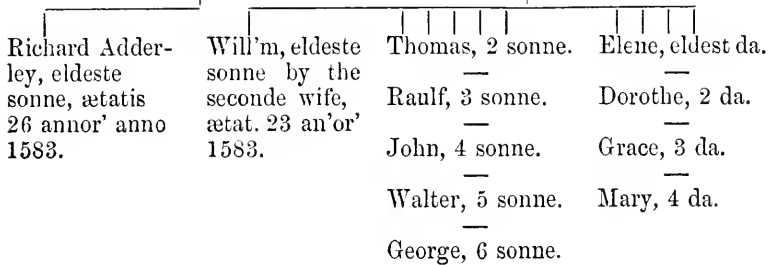 Richard Adder-
ley, eldeste
sonne, ætatis
26 annor' anno
1583.
Will'm, eldeste
sonne by the
seconde wife,
ætat. 23 an'or'
1583.
Thomas, 2 sonne.
Raulf, 3 sonne.
John, 4 sonne.
Walter, 5 sonne.
George, 6 sonne.
Elene, eldest da.
Dorothe, 2 da.
Grace, 3 da.
Mary, 4 da.